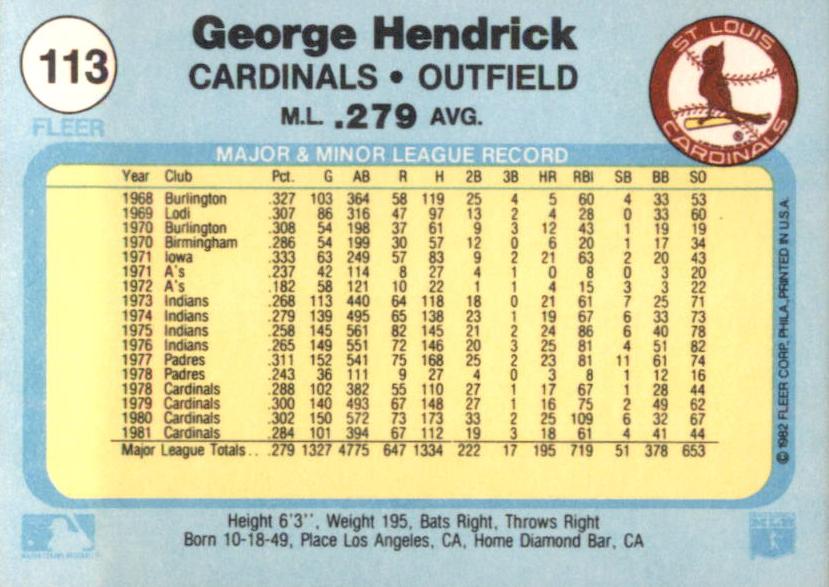 113
FLEER
George Hendrick
CARDINALS • OUTFIELD
M.L. .279 AVG.
ST. LOUIS
CARDINALS
®
MAJOR & MINOR LEAGUE RECORD
Year Club Pct. G AB R H 2B 3B HR RBI SB BB SO
1968 Burlington .327 103 364 58 119 25 4 5 60 4 33 53
1969 Lodi .307 86 316 47 97 13 2 4 28 0 33 60
1970 Burlington .308 54 198 37 61 9 3 12 43 1 19 19
1970 Birmingham .286 54 199 30 57 12 0 6 20 1 17 34
1971 Iowa .333 63 249 57 83 9 2 21 63 2 20 43
1971 A's .237 42 114 8 27 4 1 0 8 0 3 20
1972 A's .182 58 121 10 22 1 1 4 15 3 3 22
1973 Indians .268 113 440 64 118 18 0 21 61 7 25 71
1974 Indians .279 139 495 65 138 23 1 19 67 6 33 73
1975 Indians .258 145 561 82 145 21 2 24 86 6 40 78
1976 Indians .265 149 551 72 146 20 3 25 81 4 51 82
1977 Padres .311 152 541 75 168 25 2 23 81 11 61 74
1978 Padres .243 36 111 9 27 4 0 3 8 1 12 16
1978 Cardinals .288 102 382 55 110 27 1 17 67 1 28 44
1979 Cardinals .300 140 493 67 148 27 1 16 75 2 49 62
1980 Cardinals .302 150 572 73 173 33 2 25 109 6 32 67
1981 Cardinals .284 101 394 67 112 19 3 18 61 4 41 44
Major League Totals .. .279 1327 4775 647 1334 222 17 195 719 51 378 653
© 1982 FLEER CORP. PHILA. PRINTED IN U.S.A.
Height 6'3'', Weight 195, Bats Right, Throws Right
Born 10-18-49, Place Los Angeles, CA, Home Diamond Bar, CA